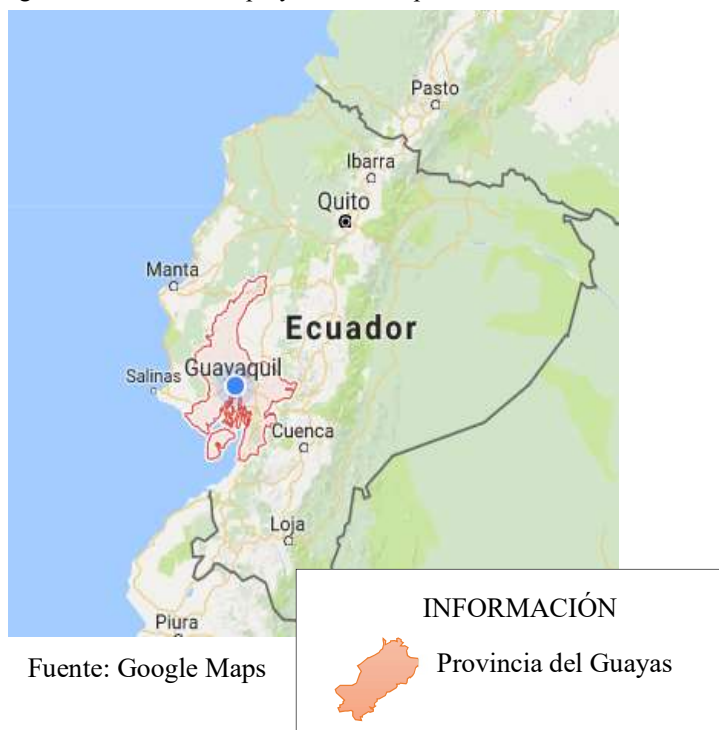 Pasto
Ibarra
Quito
Manta
Ecuador
Guayaquil
Salinas
Cuenca
Loja
Piura
INFORMACIÓN
Fuente: Google Maps
Provincia del Guayas